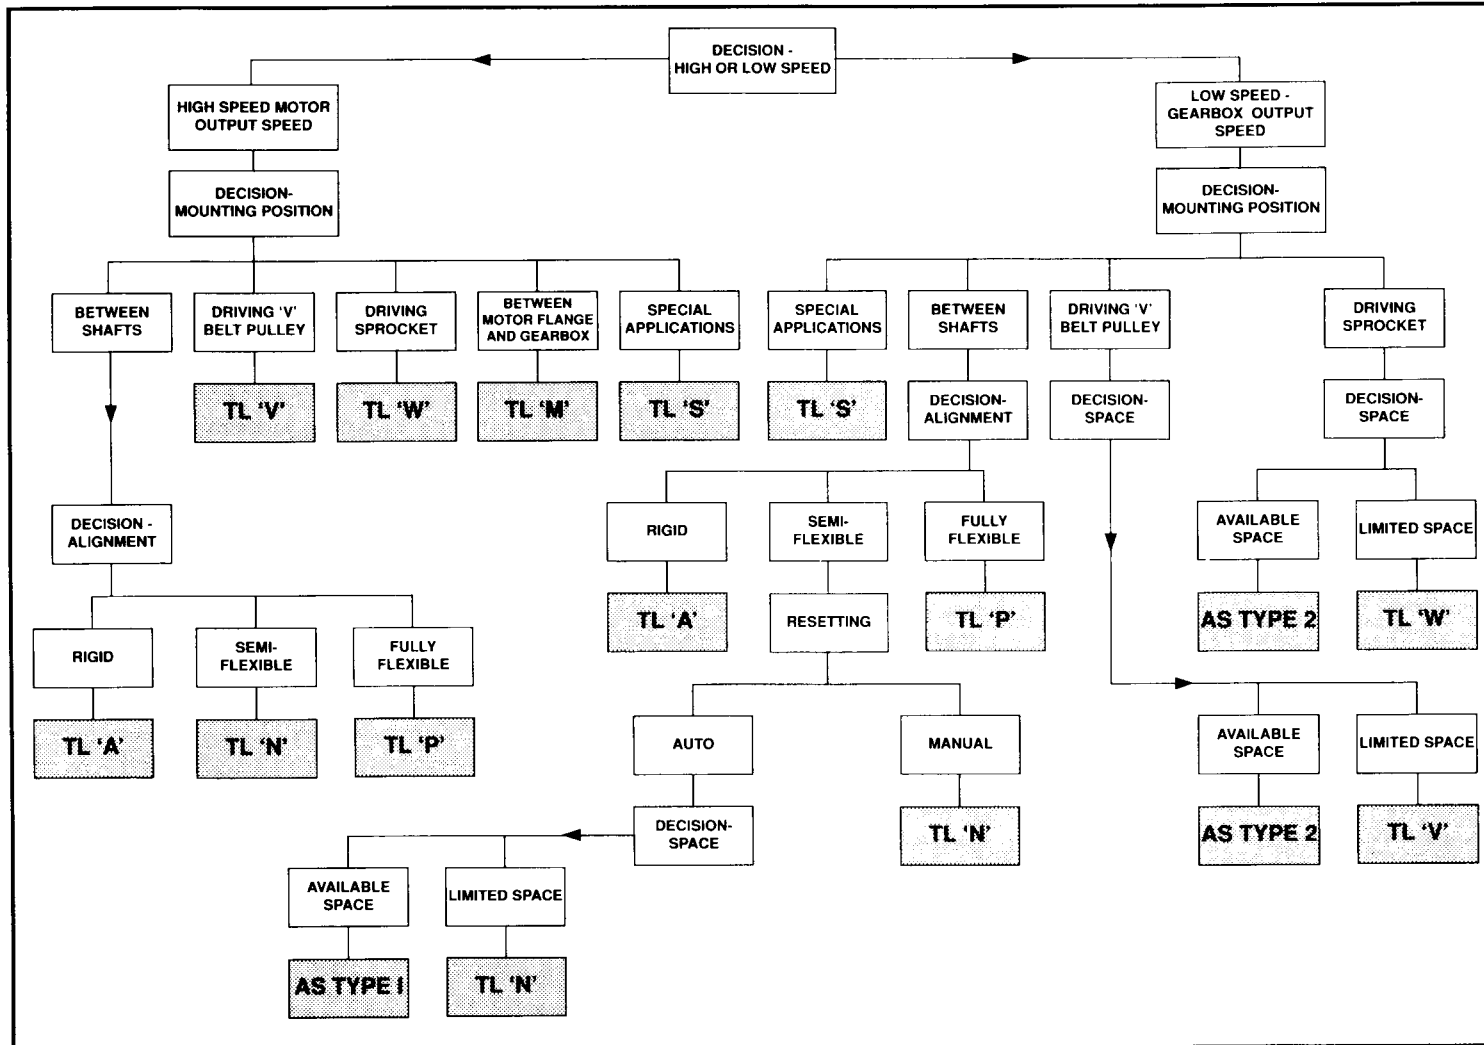 DECISION -
HIGH OR LOW SPEED
HIGH SPEED MOTOR
OUTPUT SPEED
LOW SPEED -
GEARBOX OUTPUT
SPEED
DECISION-
MOUNTING POSITION
DECISION-
MOUNTING POSITION
BETWEEN
SHAFTS
DRIVING 'V'
BELT PULLEY
DRIVING
SPROCKET
BETWEEN
MOTOR FLANGE
AND GEARBOX
SPECIAL
APPLICATIONS
SPECIAL
APPLICATIONS
BETWEEN
SHAFTS
DRIVING 'V'
BELT PULLEY
DRIVING
SPROCKET
TL 'V'
TL 'W'
TL 'M'
TL 'S'
TL 'S'
DECISION-
ALIGNMENT
DECISION-
SPACE
DECISION-
SPACE
DECISION -
ALIGNMENT
RIGID
SEMI-
FLEXIBLE
FULLY
FLEXIBLE
AVAILABLE
SPACE
LIMITED SPACE
TL 'A'
RESETTING
TL 'P'
AS TYPE 2
TL 'W'
RIGID
SEMI-
FLEXIBLE
FULLY
FLEXIBLE
TL 'A'
TL 'N'
TL 'P'
AUTO
MANUAL
AVAILABLE
SPACE
LIMITED SPACE
DECISION-
SPACE
TL 'N'
AS TYPE 2
TL 'V'
AVAILABLE
SPACE
LIMITED SPACE
AS TYPE I
TL 'N'